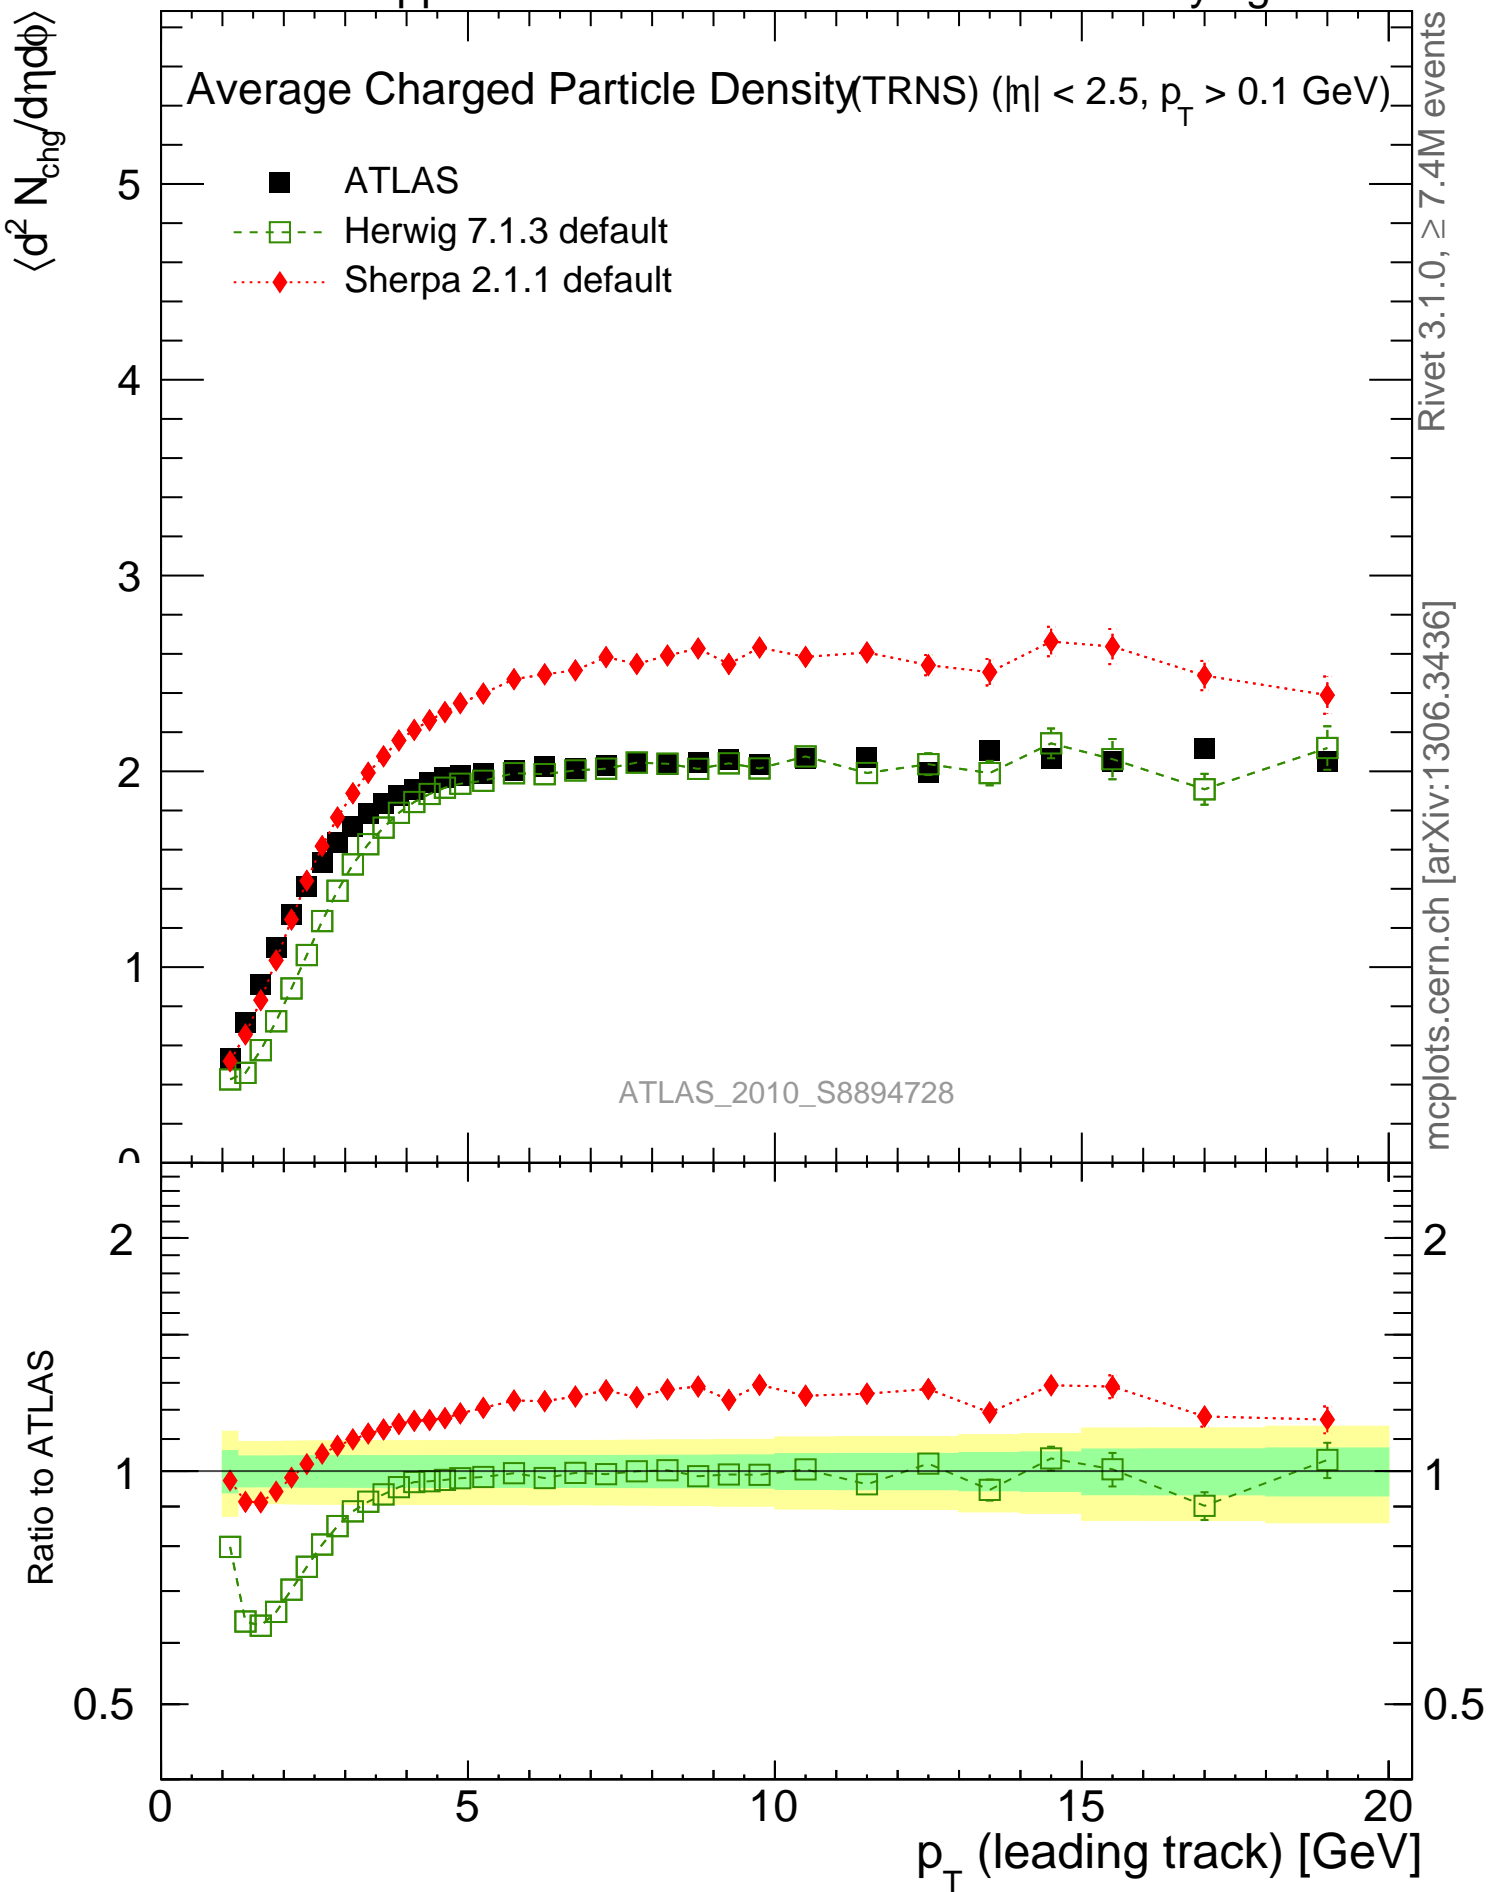 ⟨d² N_chg/dηdϕ⟩
Average Charged Particle Density(TRNS) (|η| < 2.5, p_T > 0.1 GeV)
ATLAS
Herwig 7.1.3 default
Sherpa 2.1.1 default
5
4
3
2
1
0
ATLAS_2010_S8894728
Rivet 3.1.0, ≥ 7.4M events
mcplots.cern.ch [arXiv:1306.3436]
Ratio to ATLAS
2
1
0.5
2
1
0.5
0 5 10 15 20
p_T (leading track) [GeV]